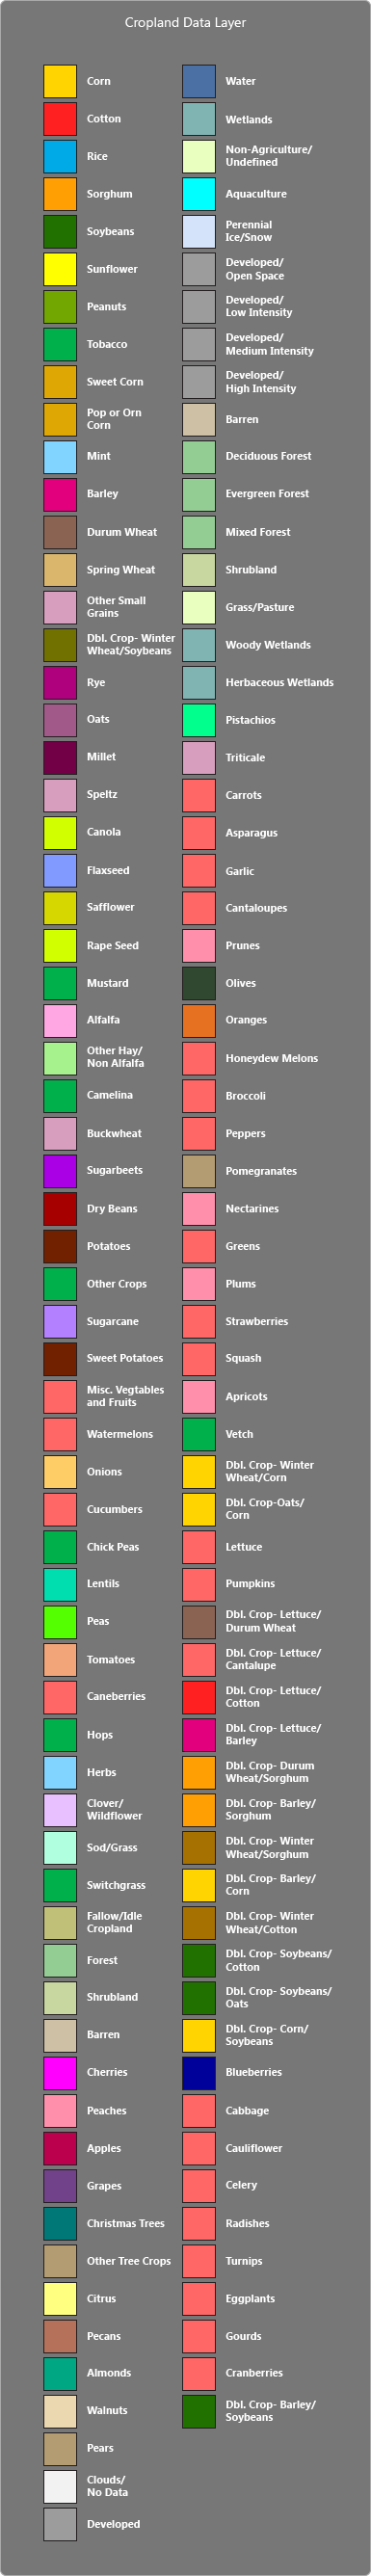 Cropland Data Layer
Corn
Cotton
Rice
Sorghum
Soybeans
Sunflower
Peanuts
Tobacco
Sweet Corn
Pop or Orn
Corn
Mint
Barley
Durum Wheat
Spring Wheat
Other Small
Grains
Dbl. Crop- Winter
Wheat/Soybeans
Rye
Oats
Millet
Speltz
Canola
Flaxseed
Safflower
Rape Seed
Mustard
Alfalfa
Other Hay/
Non Alfalfa
Camelina
Buckwheat
Sugarbeets
Dry Beans
Potatoes
Other Crops
Sugarcane
Sweet Potatoes
Misc. Vegtables
and Fruits
Watermelons
Onions
Cucumbers
Chick Peas
Lentils
Peas
Tomatoes
Caneberries
Hops
Herbs
Clover/
Wildflower
Sod/Grass
Switchgrass
Fallow/Idle
Cropland
Forest
Shrubland
Barren
Cherries
Peaches
Apples
Grapes
Christmas Trees
Other Tree Crops
Citrus
Pecans
Almonds
Walnuts
Pears
Clouds/
No Data
Developed
Water
Wetlands
Non-Agriculture/
Undefined
Aquaculture
Perennial
Ice/Snow
Developed/
Open Space
Developed/
Low Intensity
Developed/
Medium Intensity
Developed/
High Intensity
Barren
Deciduous Forest
Evergreen Forest
Mixed Forest
Shrubland
Grass/Pasture
Woody Wetlands
Herbaceous Wetlands
Pistachios
Triticale
Carrots
Asparagus
Garlic
Cantaloupes
Prunes
Olives
Oranges
Honeydew Melons
Broccoli
Peppers
Pomegranates
Nectarines
Greens
Plums
Strawberries
Squash
Apricots
Vetch
Dbl. Crop- Winter
Wheat/Corn
Dbl. Crop-Oats/
Corn
Lettuce
Pumpkins
Dbl. Crop- Lettuce/
Durum Wheat
Dbl. Crop- Lettuce/
Cantalupe
Dbl. Crop- Lettuce/
Cotton
Dbl. Crop- Lettuce/
Barley
Dbl. Crop- Durum
Wheat/Sorghum
Dbl. Crop- Barley/
Sorghum
Dbl. Crop- Winter
Wheat/Sorghum
Dbl. Crop- Barley/
Corn
Dbl. Crop- Winter
Wheat/Cotton
Dbl. Crop- Soybeans/
Cotton
Dbl. Crop- Soybeans/
Oats
Dbl. Crop- Corn/
Soybeans
Blueberries
Cabbage
Cauliflower
Celery
Radishes
Turnips
Eggplants
Gourds
Cranberries
Dbl. Crop- Barley/
Soybeans